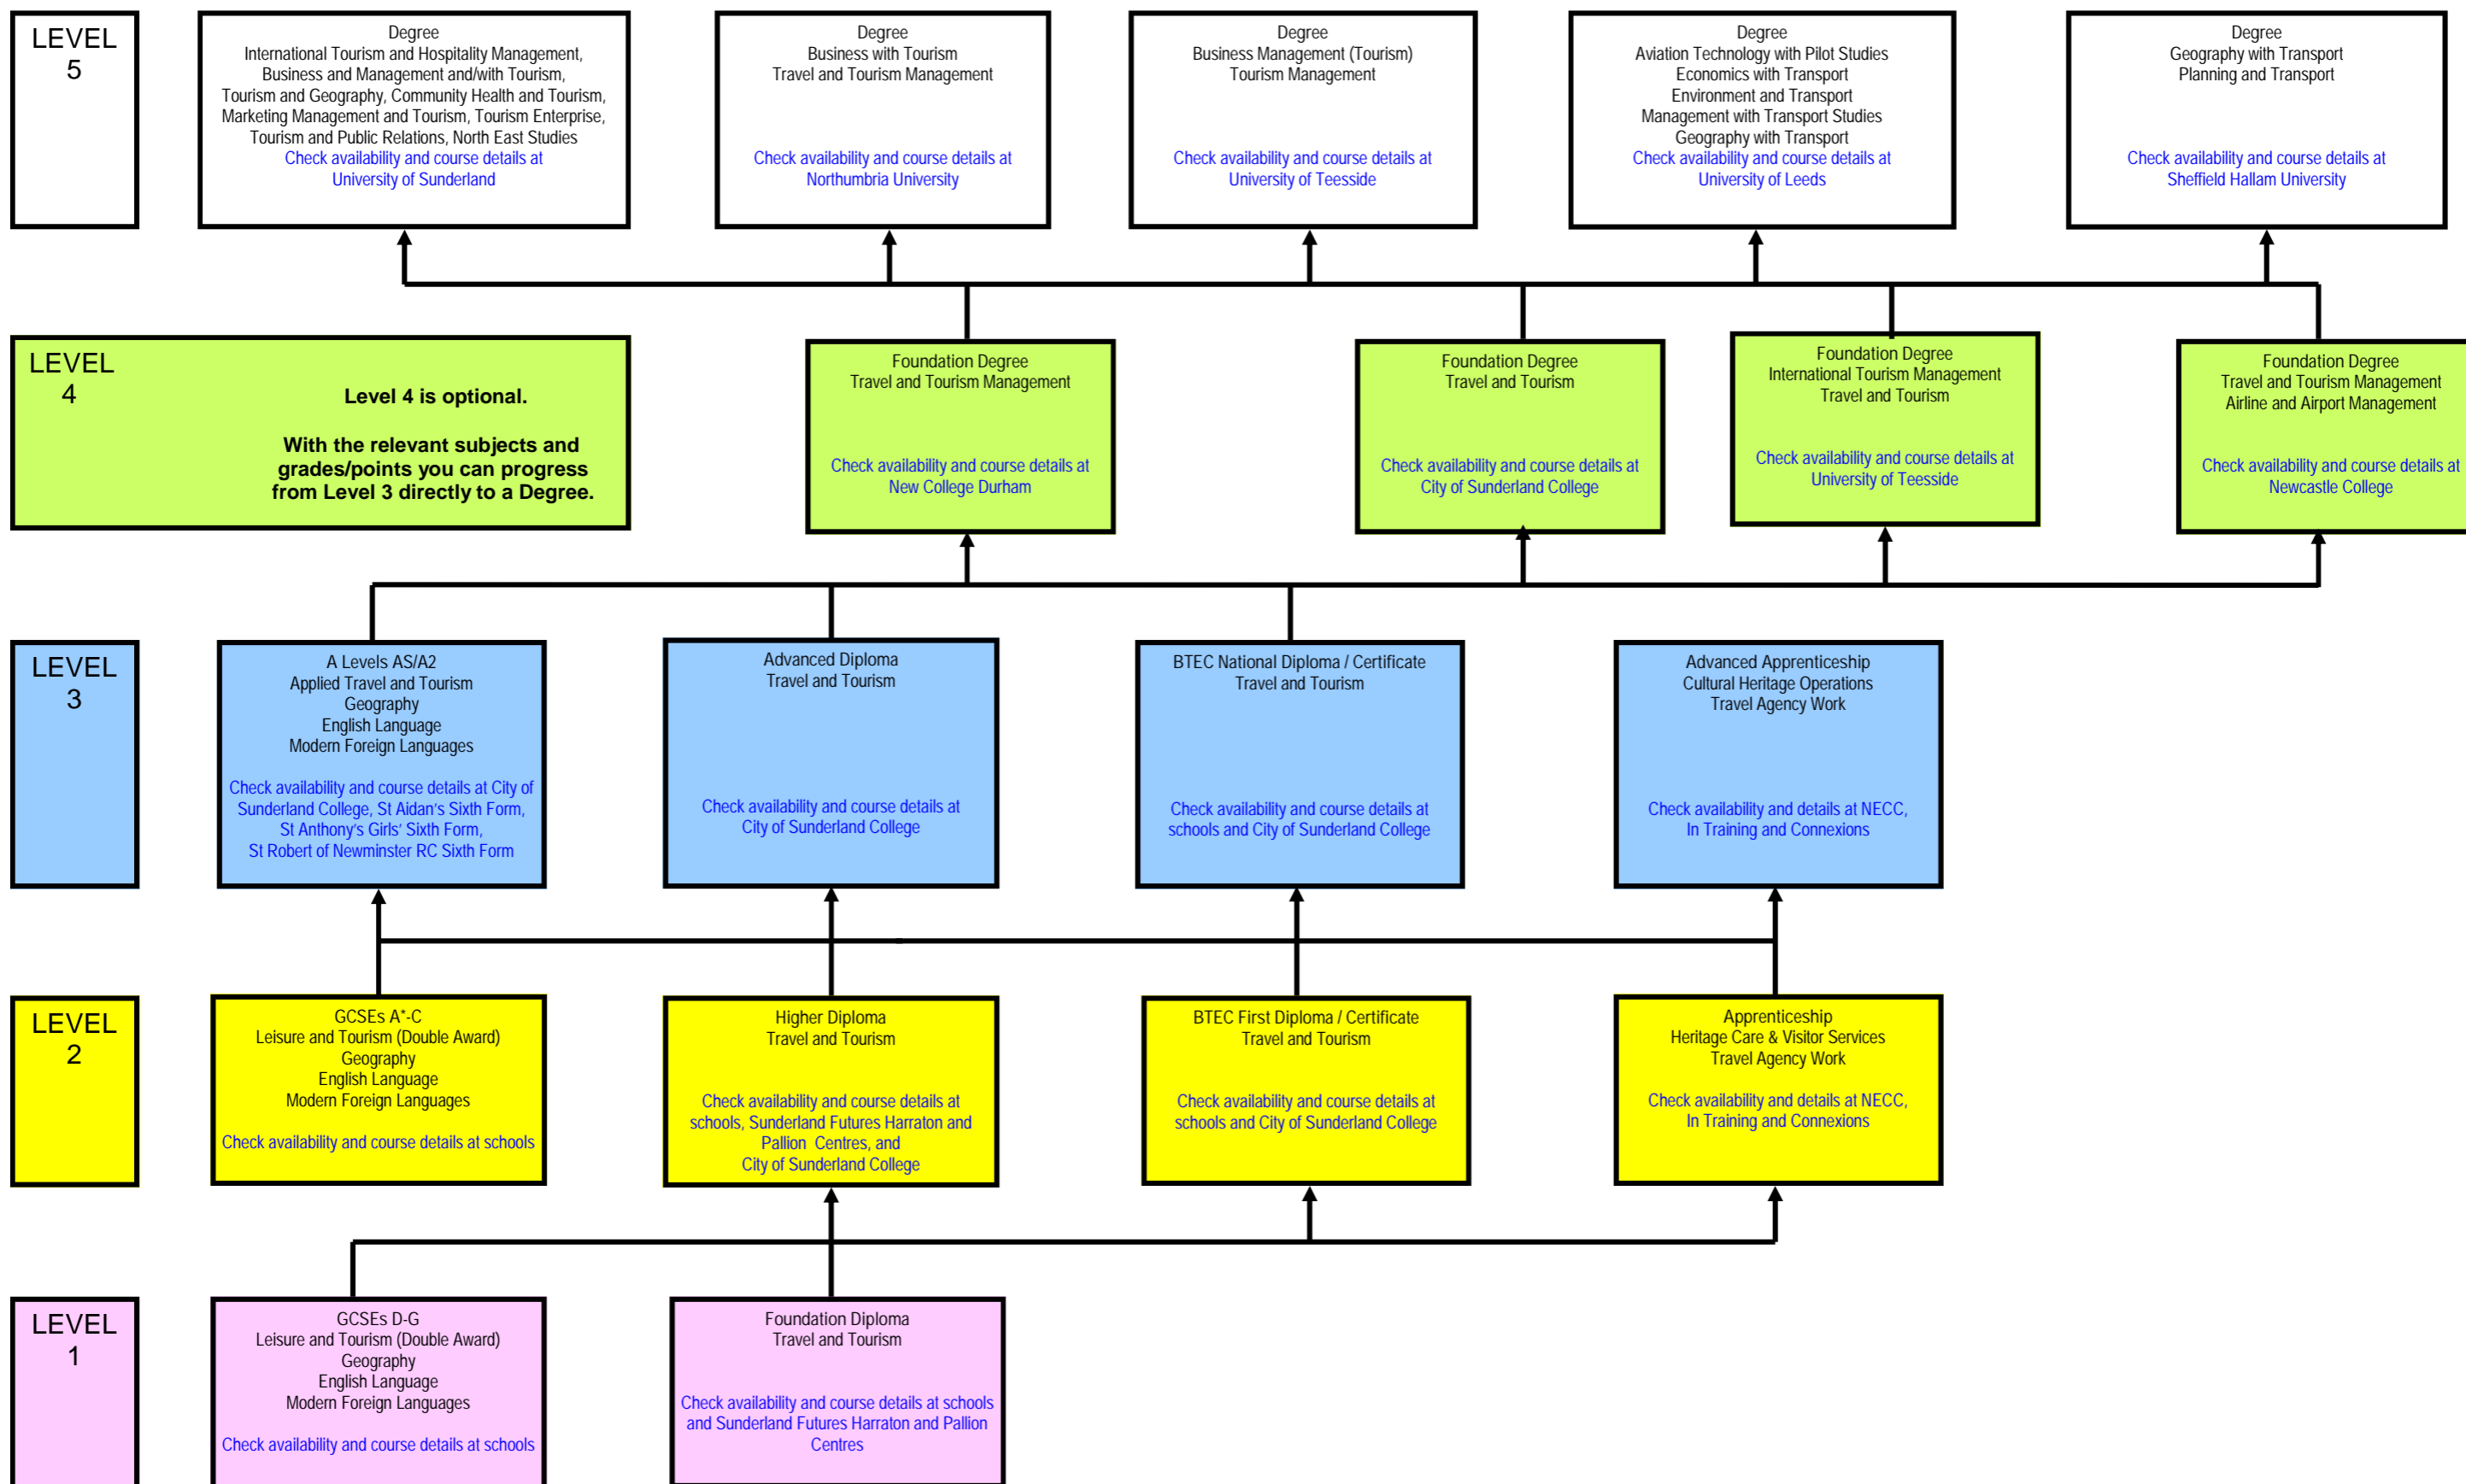 LEVEL
5
Degree
International Tourism and Hospitality Management,
Business and Management and/with Tourism,
Tourism and Geography, Community Health and Tourism,
Marketing Management and Tourism, Tourism Enterprise,
Tourism and Public Relations, North East Studies
Check availability and course details at
University of Sunderland
Degree
Business with Tourism
Travel and Tourism Management
Check availability and course details at
Northumbria University
Degree
Business Management (Tourism)
Tourism Management
Check availability and course details at
University of Teesside
Degree
Aviation Technology with Pilot Studies
Economics with Transport
Environment and Transport
Management with Transport Studies
Geography with Transport
Check availability and course details at
University of Leeds
Degree
Geography with Transport
Planning and Transport
Check availability and course details at
Sheffield Hallam University
LEVEL
4
Level 4 is optional.
With the relevant subjects and
grades/points you can progress
from Level 3 directly to a Degree.
Foundation Degree
Travel and Tourism Management
Check availability and course details at
New College Durham
Foundation Degree
Travel and Tourism
Check availability and course details at
City of Sunderland College
Foundation Degree
International Tourism Management
Travel and Tourism
Check availability and course details at
University of Teesside
Foundation Degree
Travel and Tourism Management
Airline and Airport Management
Check availability and course details at
Newcastle College
LEVEL
3
A Levels AS/A2
Applied Travel and Tourism
Geography
English Language
Modern Foreign Languages
Check availability and course details at City of
Sunderland College, St Aidan's Sixth Form,
St Anthony's Girls' Sixth Form,
St Robert of Newminster RC Sixth Form
Advanced Diploma
Travel and Tourism
Check availability and course details at
City of Sunderland College
BTEC National Diploma / Certificate
Travel and Tourism
Check availability and course details at
schools and City of Sunderland College
Advanced Apprenticeship
Cultural Heritage Operations
Travel Agency Work
Check availability and details at NECC,
In Training and Connexions
LEVEL
2
GCSEs A*-C
Leisure and Tourism (Double Award)
Geography
English Language
Modern Foreign Languages
Check availability and course details at schools
Higher Diploma
Travel and Tourism
Check availability and course details at
schools, Sunderland Futures Harraton and
Pallion Centres, and
City of Sunderland College
BTEC First Diploma / Certificate
Travel and Tourism
Check availability and course details at
schools and City of Sunderland College
Apprenticeship
Heritage Care & Visitor Services
Travel Agency Work
Check availability and details at NECC,
In Training and Connexions
LEVEL
1
GCSEs D-G
Leisure and Tourism (Double Award)
Geography
English Language
Modern Foreign Languages
Check availability and course details at schools
Foundation Diploma
Travel and Tourism
Check availability and course details at schools
and Sunderland Futures Harraton and Pallion
Centres